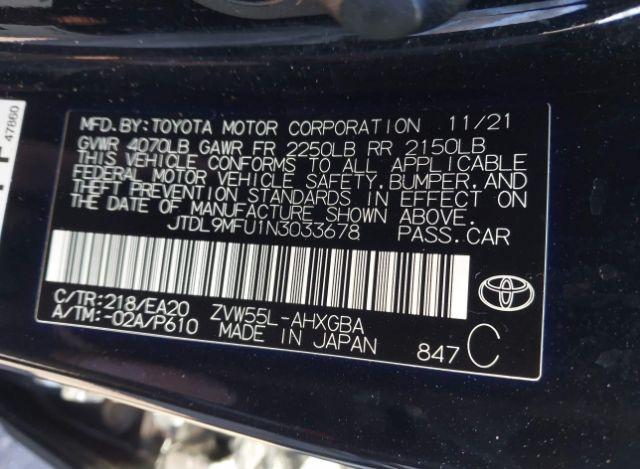 47860
MFD.BY:TOYOTA MOTOR CORPORATION 11/21
GVWR 4070LB GAWR FR 2250LB RR 2150LB
THIS VEHICLE CONFORMS TO ALL APPLICABLE
FEDERAL MOTOR VEHICLE SAFETY,BUMPER,AND
THEFT PREVENTION STANDARDS IN EFFECT ON
THE DATE OF MANUFACTURE SHOWN ABOVE.
JTDL9MFU1N3033678 PASS.CAR
C/TR:218/EA20 ZVW55L-AHXGBA
A/TM:-02A/P610 MADE IN JAPAN
847 C